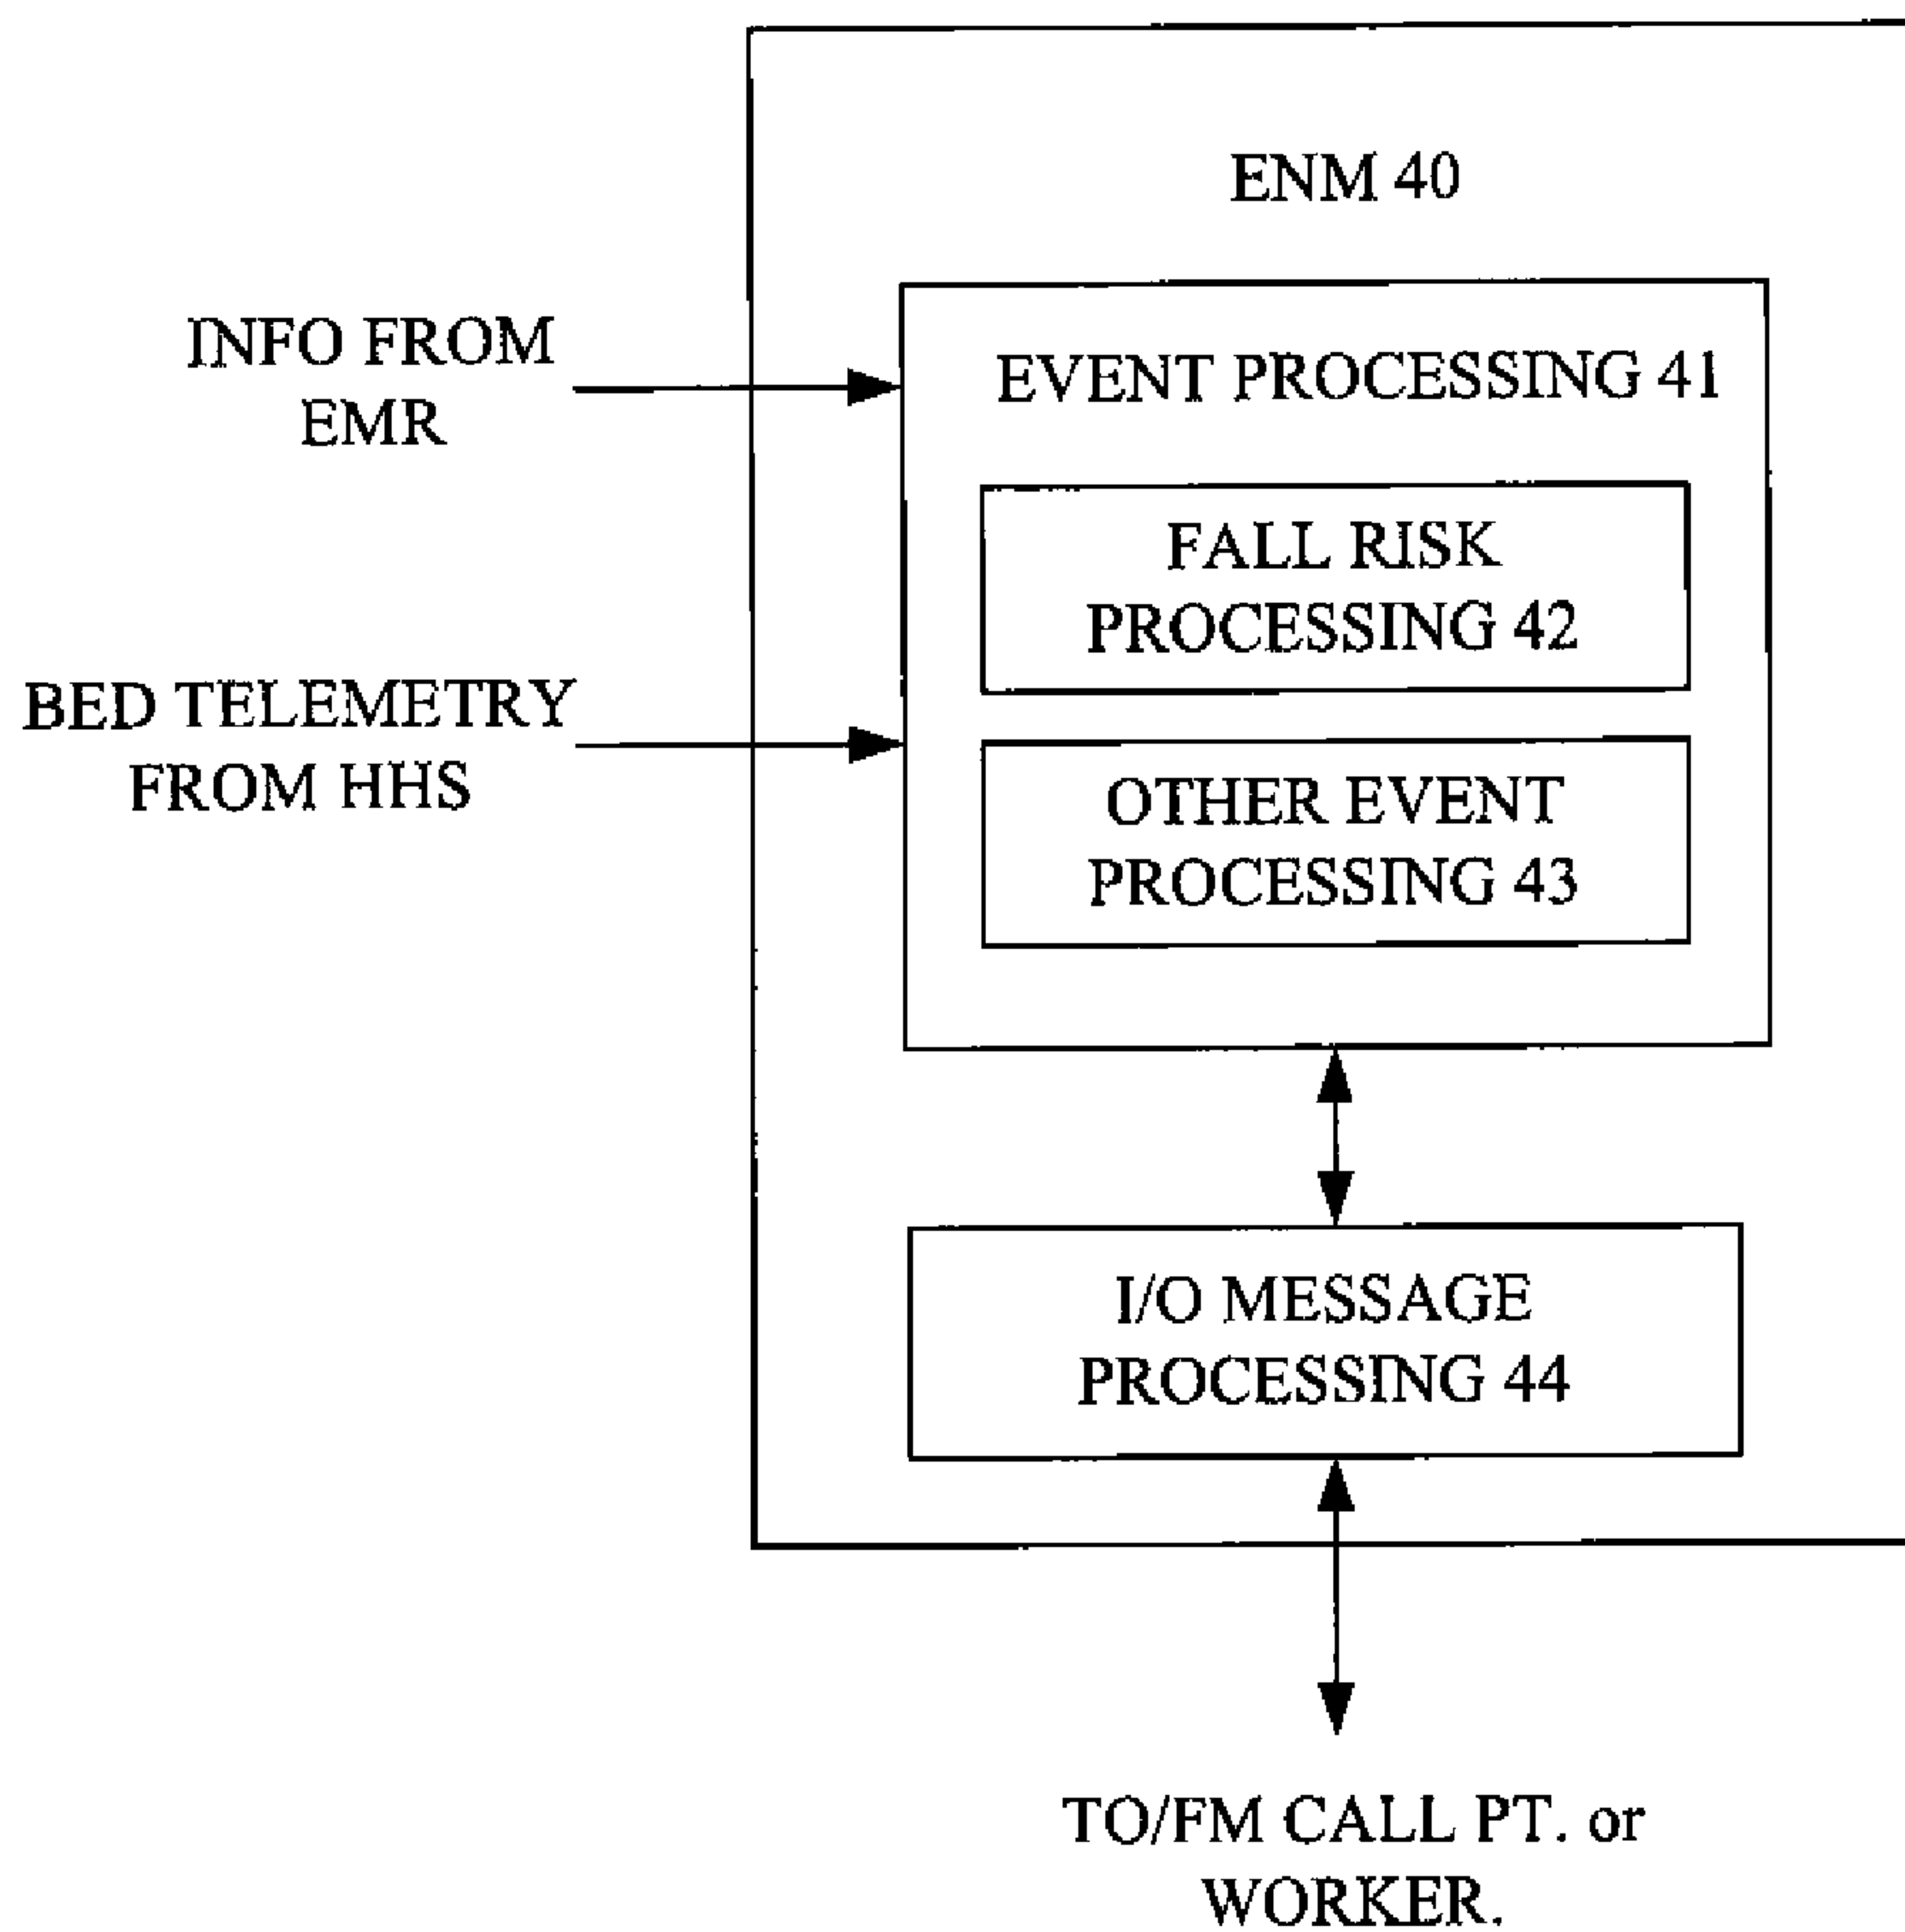 ENM 40
INFO FROM
EMR
EVENT PROCESSING 41
FALL RISK
PROCESSING 42
BED TELEMETRY
FROM HHS
OTHER EVENT
PROCESSING 43
I/O MESSAGE
PROCESSING 44
TO/FM CALL PT. or
WORKER.